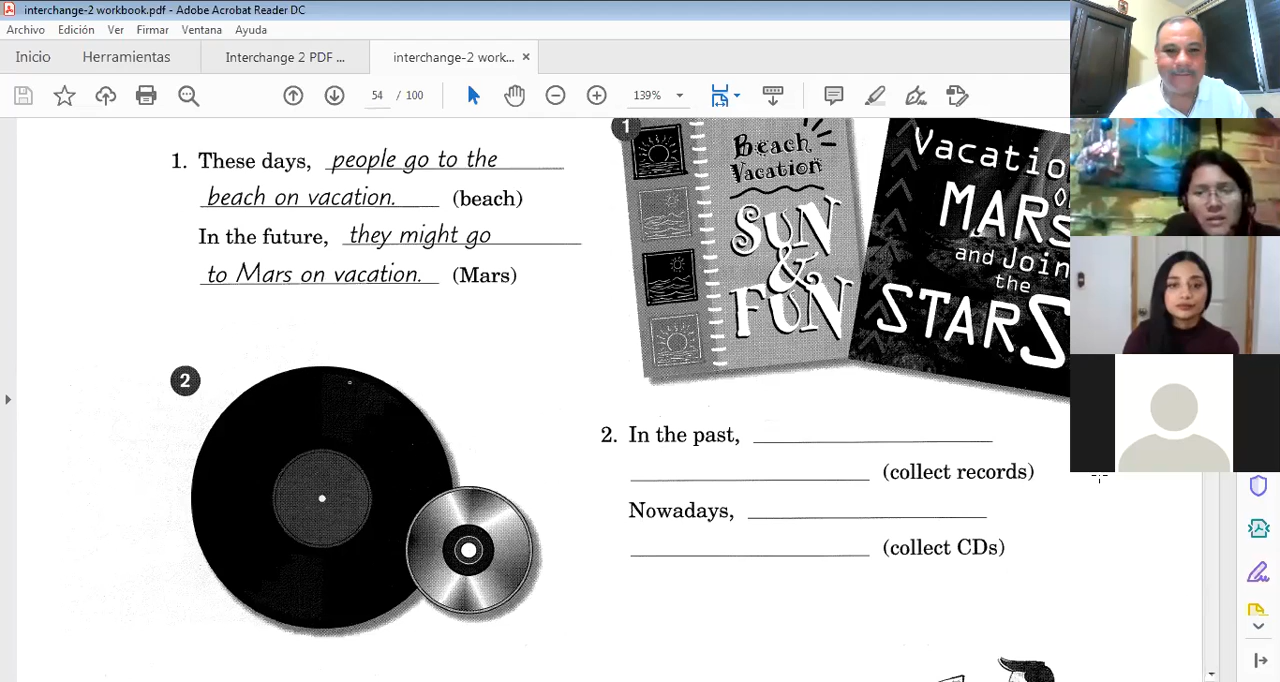 interchange-2 workbook.pdf - Adobe Acrobat Reader DC
Archivo Edición Ver Firmar Ventana Ayuda
Inicio Herramientas Interchange 2 PDF ... interchange-2 work... ×
54 / 100 139%
1. These days, people go to the
beach on vacation. (beach)
In the future, they might go
to Mars on vacation. (Mars)
1
Beach
Vacation
SUN
&
FUN
Vacatio
MARS
and Join
the
STARS
2
2. In the past,
(collect records)
Nowadays,
(collect CDs)